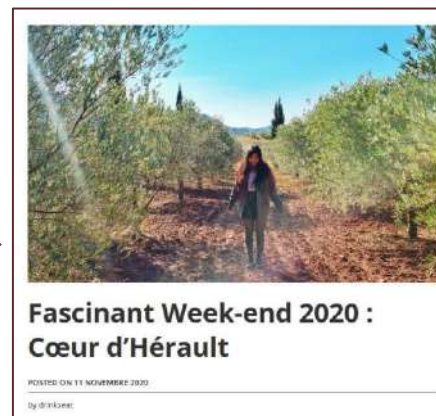 Fascinant Week-end 2020 :
Cœur d'Hérault
POSTED ON 11 NOVEMBRE 2020